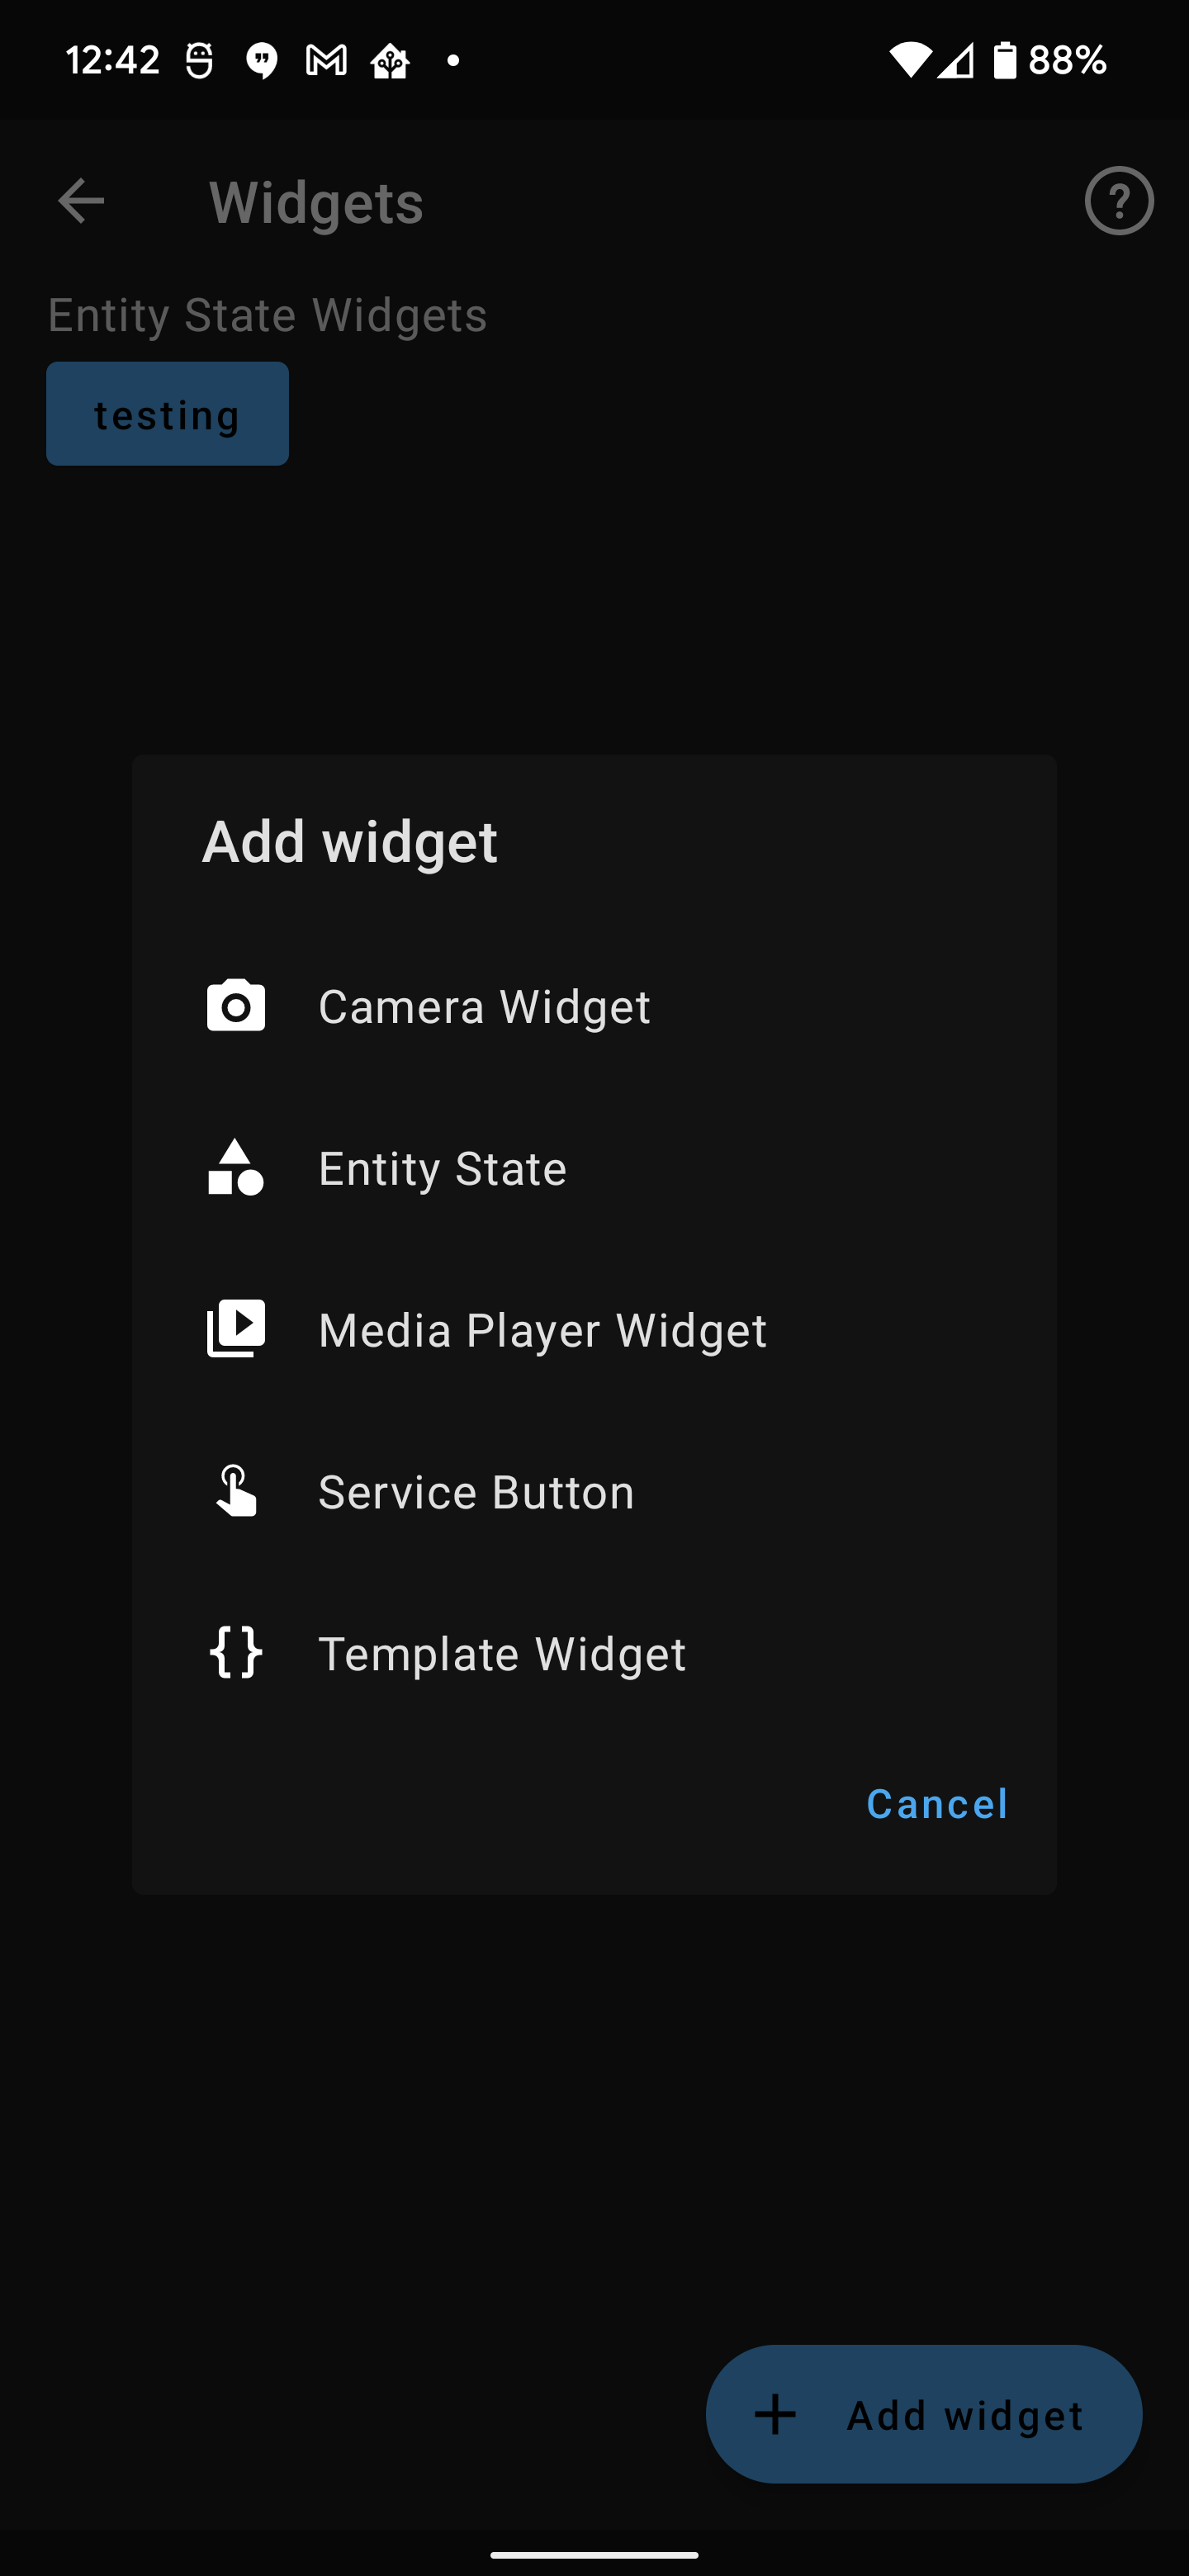 12:42 88%
Widgets
Entity State Widgets
testing
Add widget
Camera Widget
Entity State
Media Player Widget
Service Button
Template Widget
Cancel
Add widget